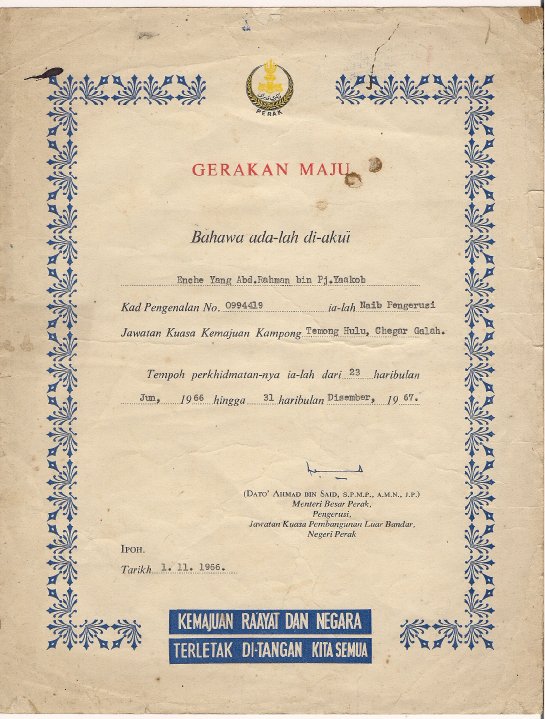 PERAK
GERAKAN MAJU
Bahawa ada-lah di-akui
Enche Yang Abd.Rahman bin Pj.Yaakob
Kad Pengenalan No. 0994419 ia-lah Naib Pengerusi
Jawatan Kuasa Kemajuan Kampong Temong Hulu, Chegar Galah.
Tempoh perkhidmatan-nya ia-lah dari 23 haribulan
Jun, 1966 hingga 31 haribulan Disember, 1967.
(DATO' AHMAD BIN SAID, S.P.M.P., A.M.N., J.P.)
Menteri Besar Perak,
Pengerusi,
Jawatan Kuasa Pembangunan Luar Bandar,
Negeri Perak
IPOH.
Tarikh 1. 11. 1966.
KEMAJUAN RA'AYAT DAN NEGARA
TERLETAK DI-TANGAN KITA SEMUA